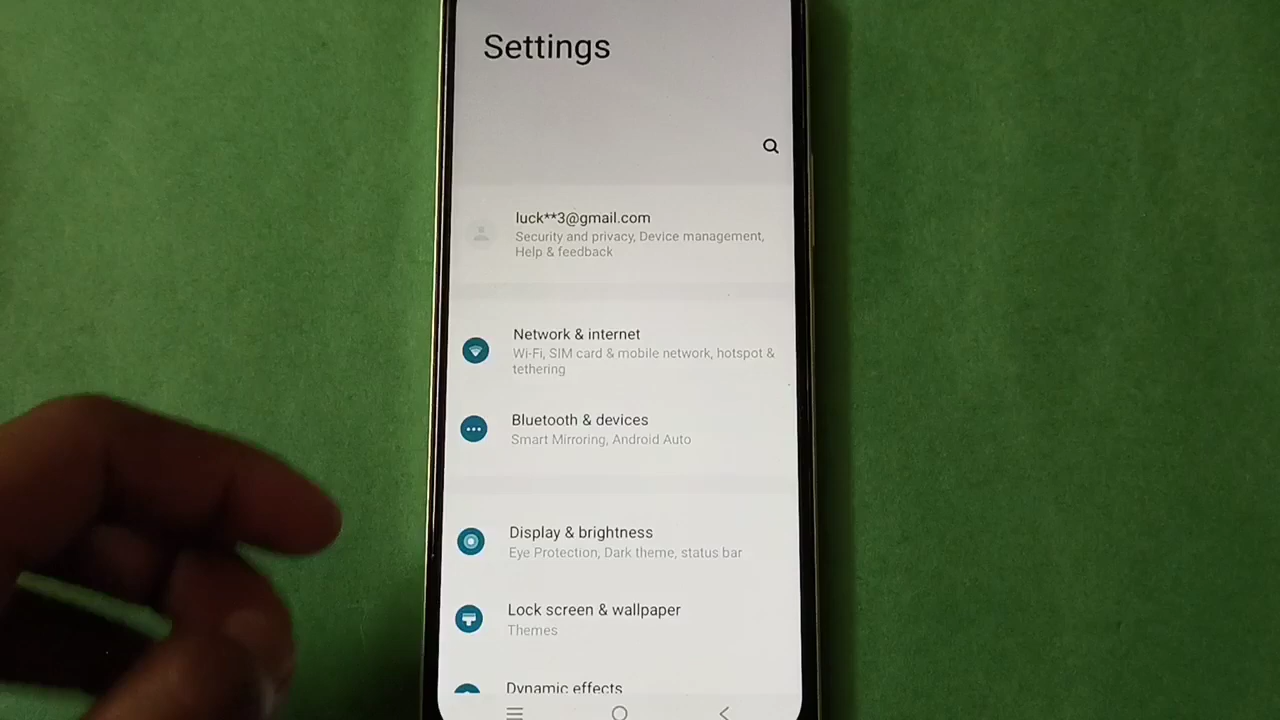 Settings
luck**3@gmail.com
Security and privacy, Device management,
Help & feedback
Network & internet
Wi-Fi, SIM card & mobile network, hotspot &
tethering
Bluetooth & devices
Smart Mirroring, Android Auto
Display & brightness
Eye Protection, Dark theme, status bar
Lock screen & wallpaper
Themes
Dynamic effects